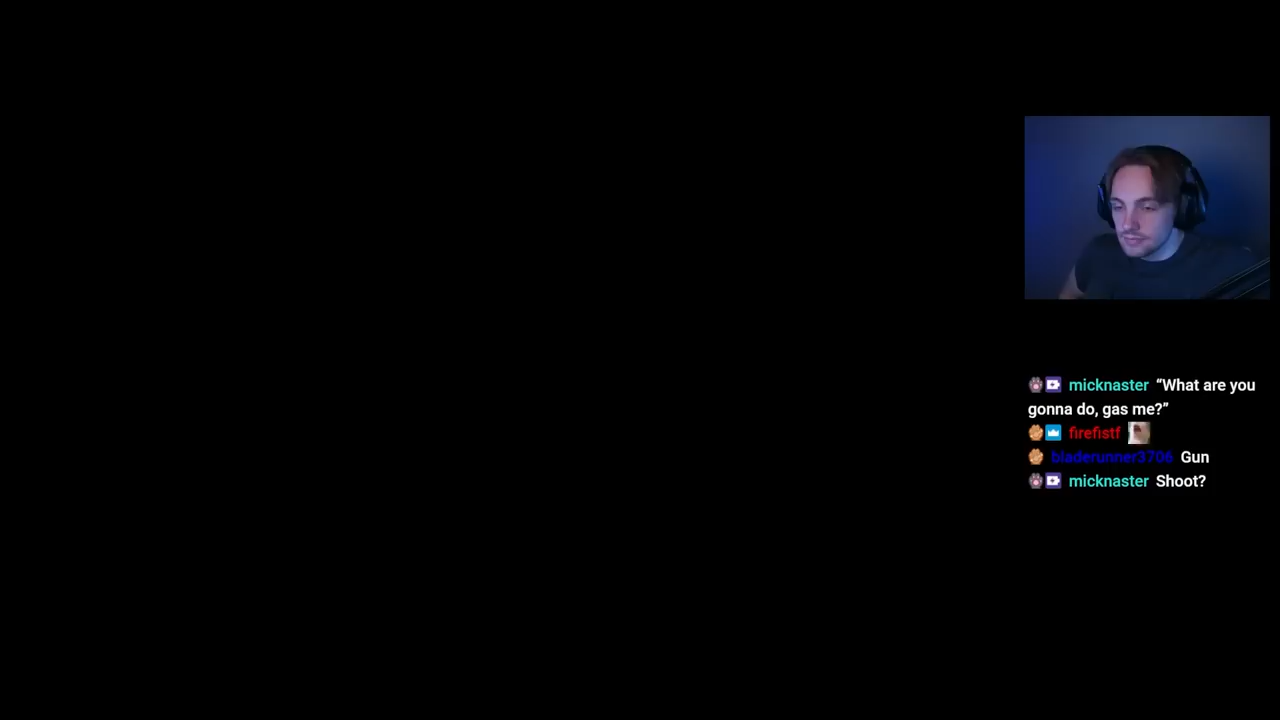 micknaster “What are you
gonna do, gas me?”
firefistf
bladerunner3706 Gun
micknaster Shoot?